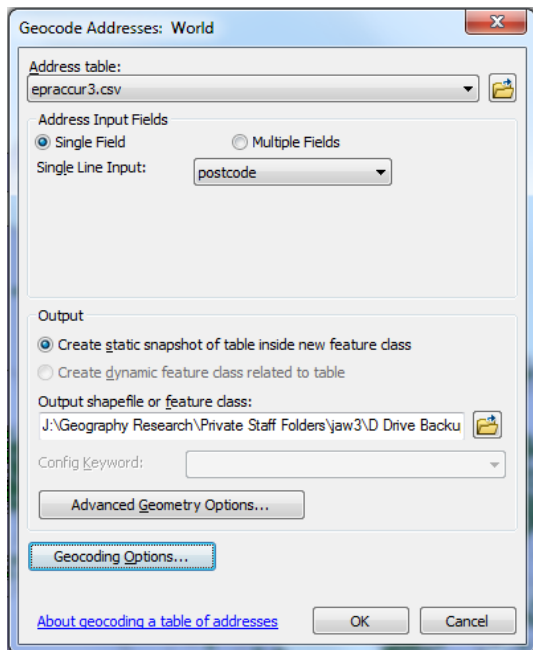 Geocode Addresses: World
Address table:
epraccur3.csv
Address Input Fields
Single Field Multiple Fields
Single Line Input: postcode
Output
Create static snapshot of table inside new feature class
Create dynamic feature class related to table
Output shapefile or feature class:
J:\Geography Research\Private Staff Folders\jaw3\D Drive Backu
Config Keyword:
Advanced Geometry Options...
Geocoding Options...
About geocoding a table of addresses OK Cancel